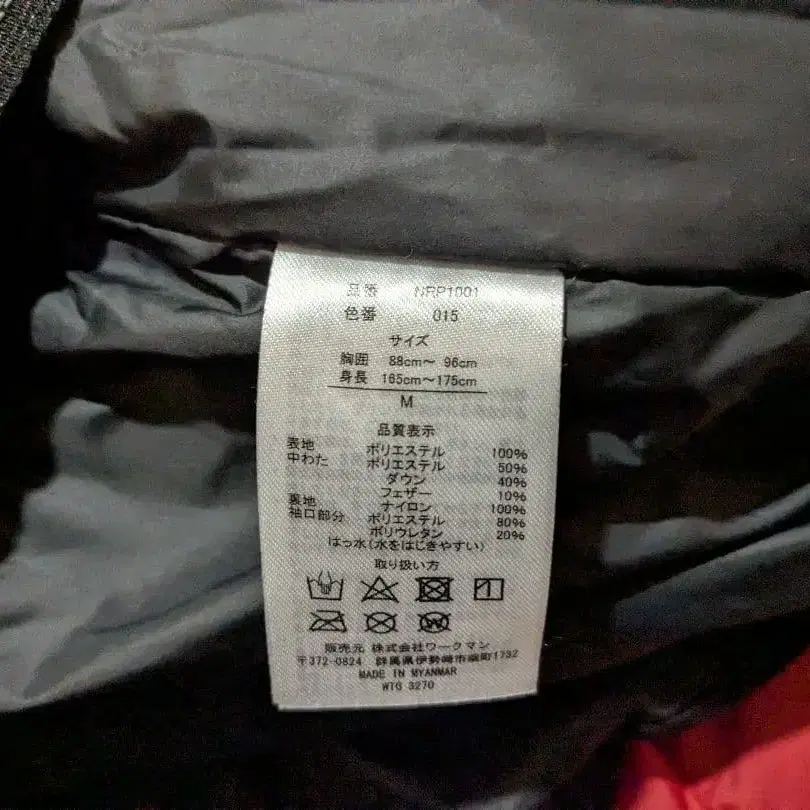 品番 NRP1001
色番 015
サイズ
胸囲 88cm～ 96cm
身長 165cm～175cm
M
品質表示
表地 ポリエステル 100%
中わた ポリエステル 50%
ダウン 40%
フェザー 10%
裏地 ナイロン 100%
袖口部分 ポリエステル 80%
ポリウレタン 20%
はっ水(水をはじきやすい)
取り扱い方
販売元 株式会社ワークマン
〒372-0824 群馬県伊勢崎市柴町1732
MADE IN MYANMAR
WTG 3270